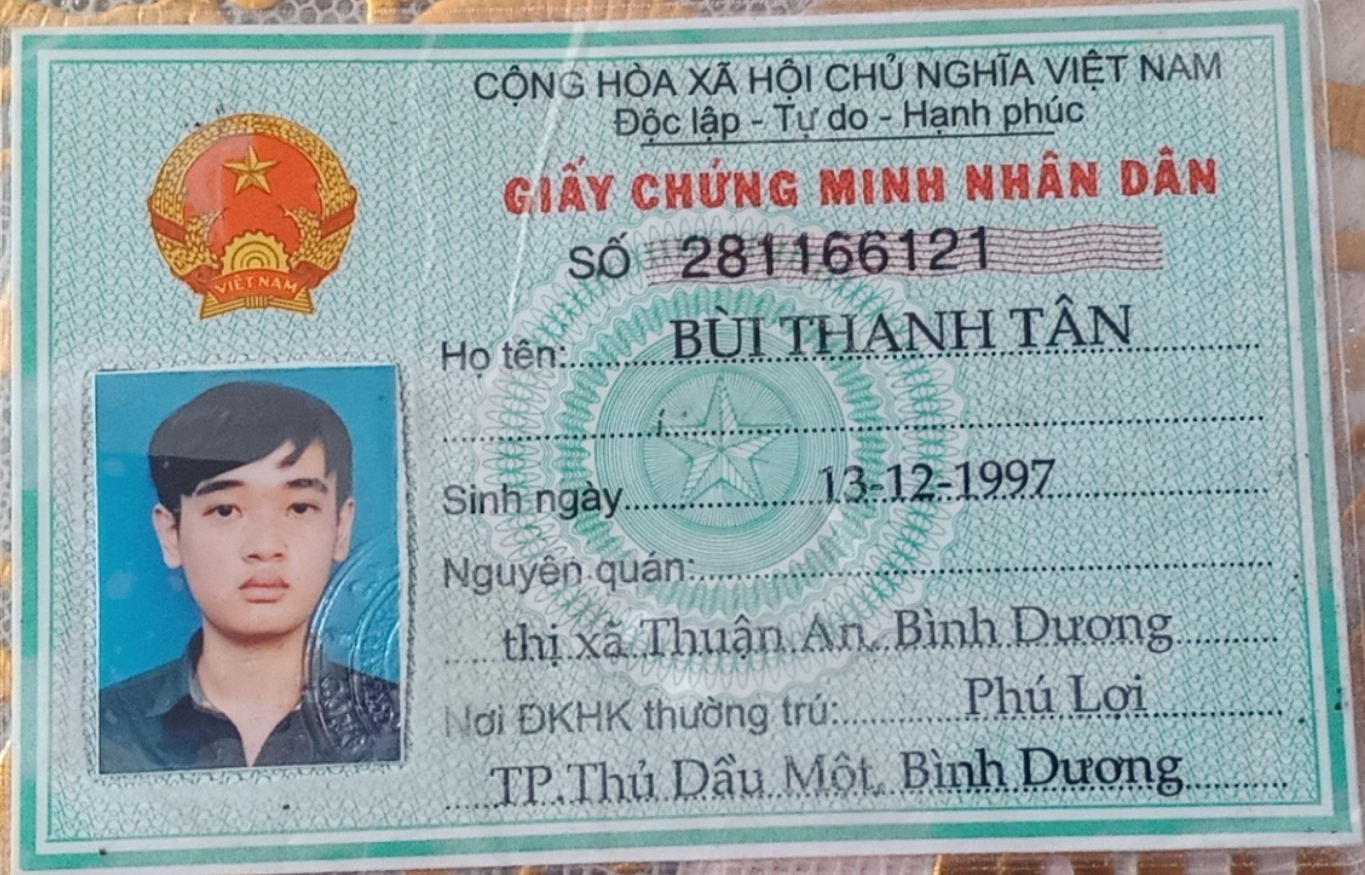 CỘNG HÒA XÃ HỘI CHỦ NGHĨA VIỆT NAM
Độc lập - Tự do - Hạnh phúc
GIẤY CHỨNG MINH NHÂN DÂN
SỐ 281166121
VIỆT NAM
Họ tên: BÙI THANH TÂN
Sinh ngày 13-12-1997
Nguyên quán:
thị xã Thuận An, Bình Dương
Nơi ĐKHK thường trú: Phú Lợi
TP.Thủ Dầu Một, Bình Dương